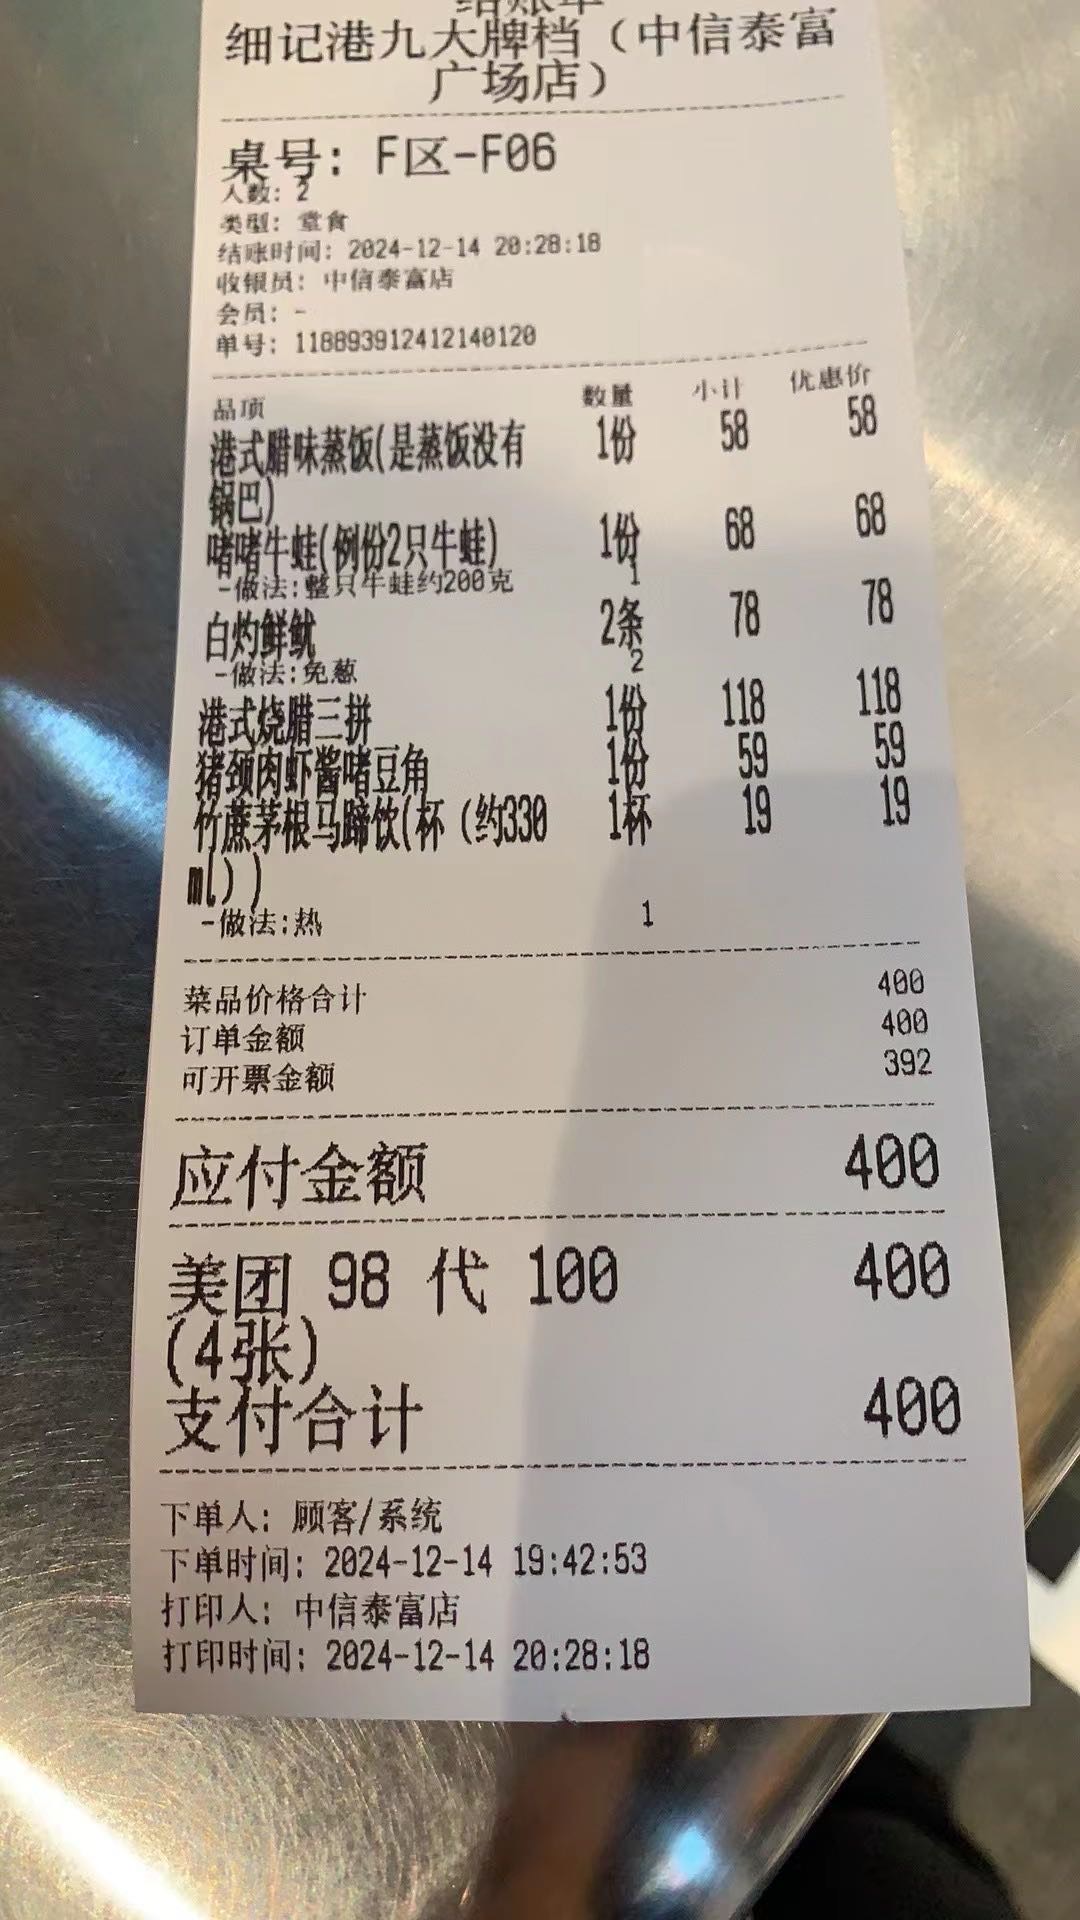 结账单
细记港九大牌档（中信泰富
广场店）
桌号: F区-F06
人数: 2
类型: 堂食
结账时间: 2024-12-14 20:28:18
收银员: 中信泰富店
会员: -
单号: 118893912412140120
品项 数量 小计 优惠价
港式腊味蒸饭(是蒸饭没有 1份 58 58
锅巴)
啫啫牛蛙(例份2只牛蛙) 1份 68 68
-做法:整只牛蛙约200克 1
白灼鲜鱿 2条 78 78
-做法:免葱 2
港式烧腊三拼 1份 118 118
猪颈肉虾酱啫豆角 1份 59 59
竹蔗茅根马蹄饮(杯（约330 1杯 19 19
ml）)
-做法:热 1
菜品价格合计 400
订单金额 400
可开票金额 392
应付金额 400
美团 98 代 100 400
(4张)
支付合计 400
下单人: 顾客/系统
下单时间: 2024-12-14 19:42:53
打印人: 中信泰富店
打印时间: 2024-12-14 20:28:18